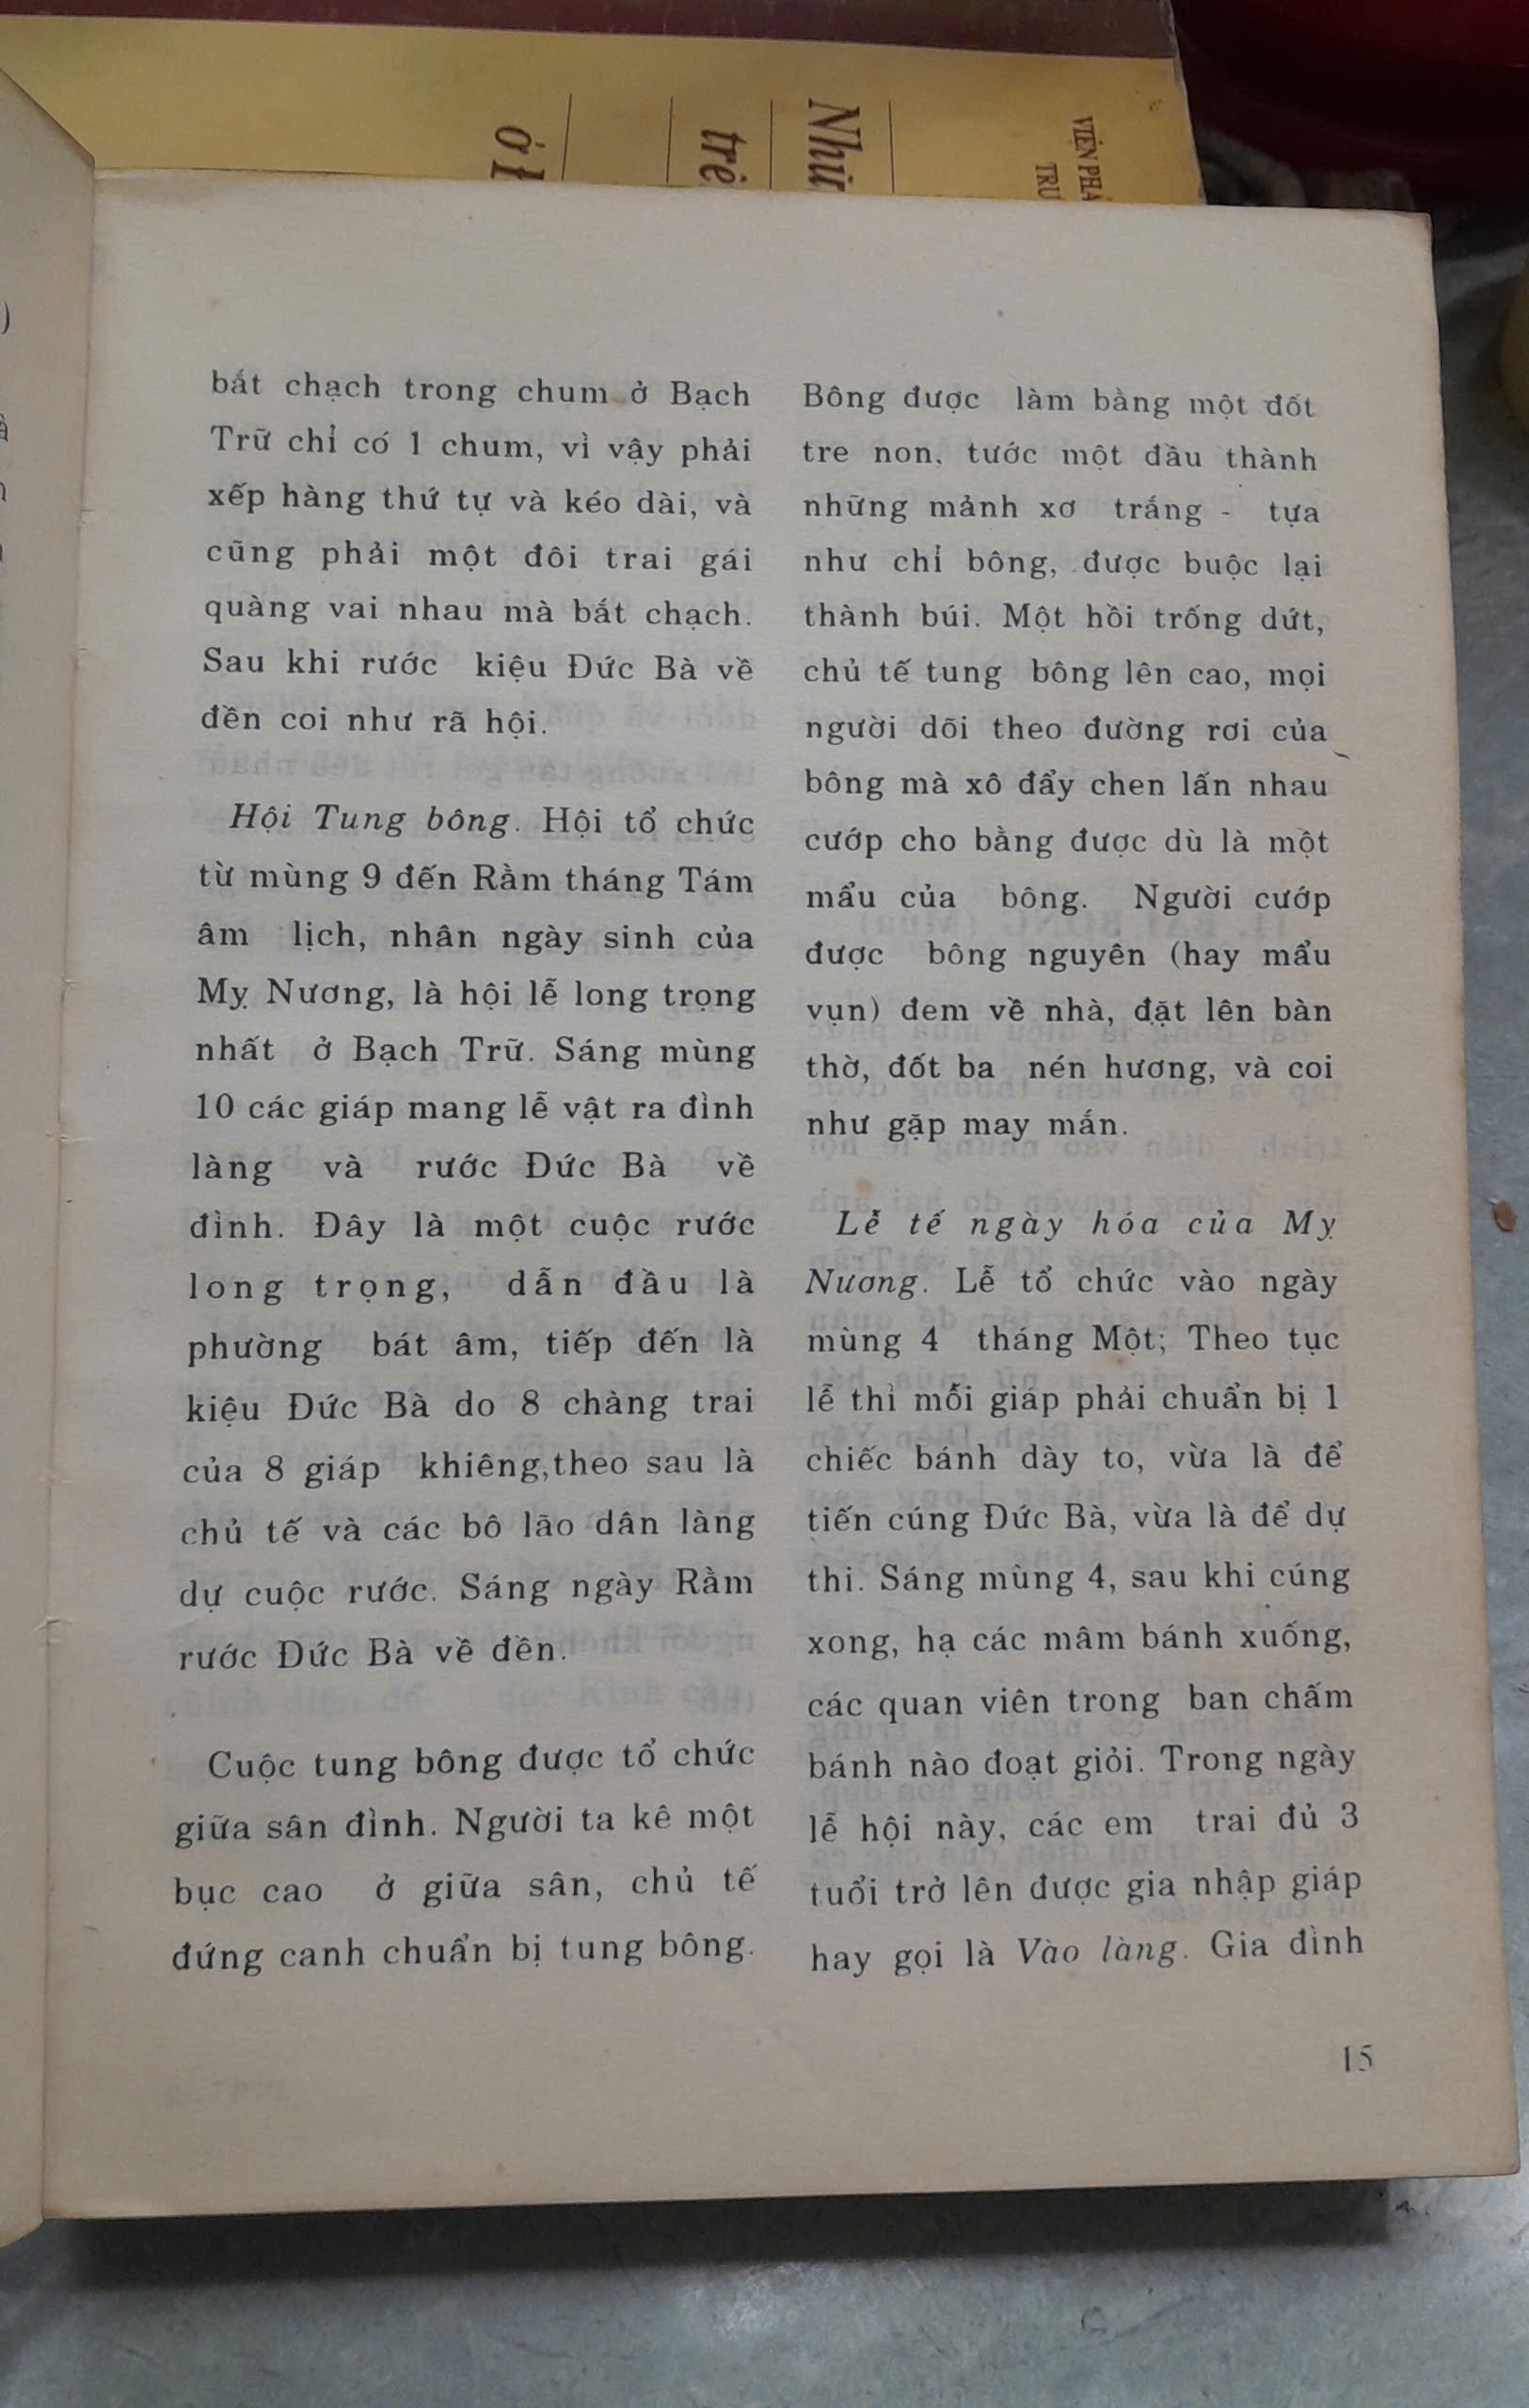 bắt chạch trong chum ở Bạch
Trữ chỉ có 1 chum, vì vậy phải
xếp hàng thứ tự và kéo dài, và
cũng phải một đôi trai gái
quàng vai nhau mà bắt chạch.
Sau khi rước kiệu Đức Bà về
đền coi như rã hội.
Hội Tung bông. Hội tổ chức
từ mùng 9 đến Rằm tháng Tám
âm lịch, nhân ngày sinh của
Mỵ Nương, là hội lễ long trọng
nhất ở Bạch Trữ. Sáng mùng
10 các giáp mang lễ vật ra đình
làng và rước Đức Bà về
đình. Đây là một cuộc rước
long trọng, dẫn đầu là
phường bát âm, tiếp đến là
kiệu Đức Bà do 8 chàng trai
của 8 giáp khiêng,theo sau là
chủ tế và các bô lão dân làng
dự cuộc rước. Sáng ngày Rằm
rước Đức Bà về đền.
Cuộc tung bông được tổ chức
giữa sân đình. Người ta kê một
bục cao ở giữa sân, chủ tế
đứng canh chuẩn bị tung bông.
Bông được làm bằng một đốt
tre non, tước một đầu thành
những mảnh xơ trắng - tựa
như chỉ bông, được buộc lại
thành búi. Một hồi trống dứt,
chủ tế tung bông lên cao, mọi
người dõi theo đường rơi của
bông mà xô đẩy chen lấn nhau
cướp cho bằng được dù là một
mẩu của bông. Người cướp
được bông nguyên (hay mẩu
vụn) đem về nhà, đặt lên bàn
thờ, đốt ba nén hương, và coi
như gặp may mắn.
Lễ tế ngày hóa của Mỵ
Nương. Lễ tổ chức vào ngày
mùng 4 tháng Một; Theo tục
lễ thì mỗi giáp phải chuẩn bị 1
chiếc bánh dày to, vừa là để
tiến cúng Đức Bà, vừa là để dự
thi. Sáng mùng 4, sau khi cúng
xong, hạ các mâm bánh xuống,
các quan viên trong ban chấm
bánh nào đoạt giỏi. Trong ngày
lễ hội này, các em trai đủ 3
tuổi trở lên được gia nhập giáp
hay gọi là Vào làng. Gia đình
15